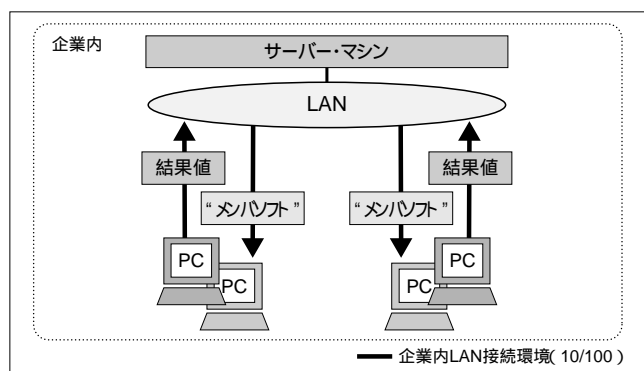 企業内
サーバー・マシン
LAN
結果値
結果値
“メンバソフト”
“メンバソフト”
PC
PC
PC
PC
企業内LAN接続環境（10/100）